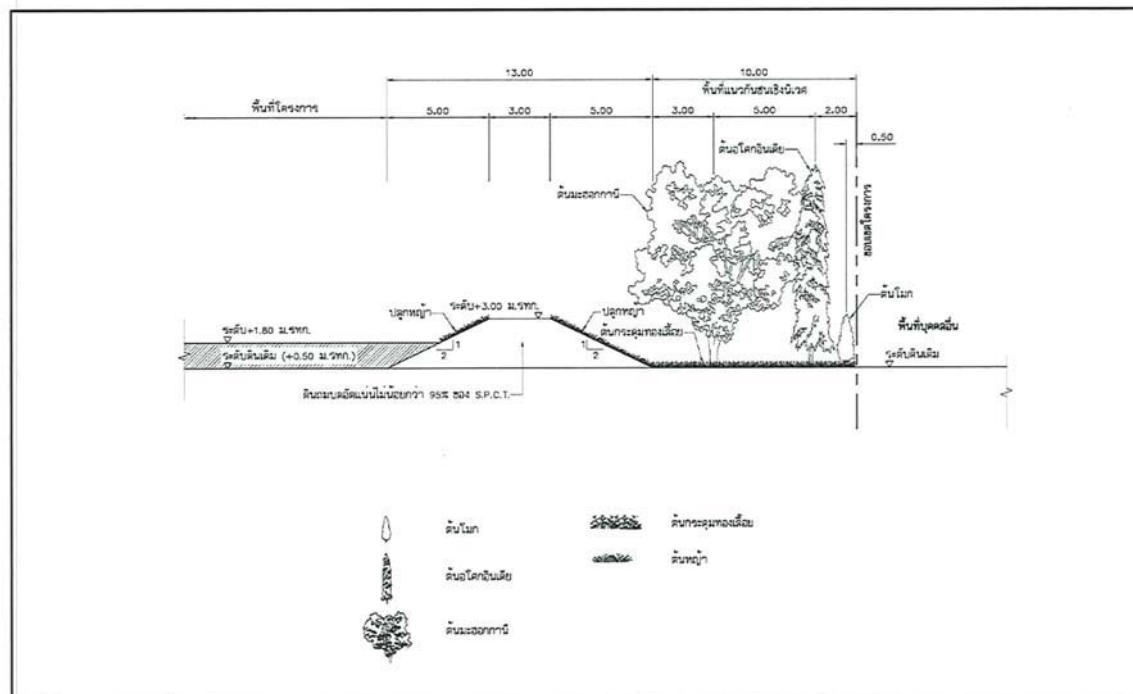 13.00 10.00
พื้นที่แนวกันชนเชิงนิเวศ
พื้นที่โครงการ 5.00 3.00 5.00 3.00 5.00 2.00
0.50
ต้นอโศกอินเดีย
ต้นมะฮอกกานี
ขอบเขตโครงการ
ต้นโมก
ปลูกหญ้า ระดับ+3.00 ม.รทก. ปลูกหญ้า
ระดับ+1.80 ม.รทก. ต้นกระดุมทองเลื้อย พื้นที่บุคคลอื่น
ระดับดินเดิม (+0.50 ม.รทก.) 2 1 1 2 ระดับดินเดิม
ดินถมบดอัดแน่นไม่น้อยกว่า 95% ของ S.P.C.T.
ต้นโมก ต้นกระดุมทองเลื้อย
ต้นอโศกอินเดีย ต้นหญ้า
ต้นมะฮอกกานี